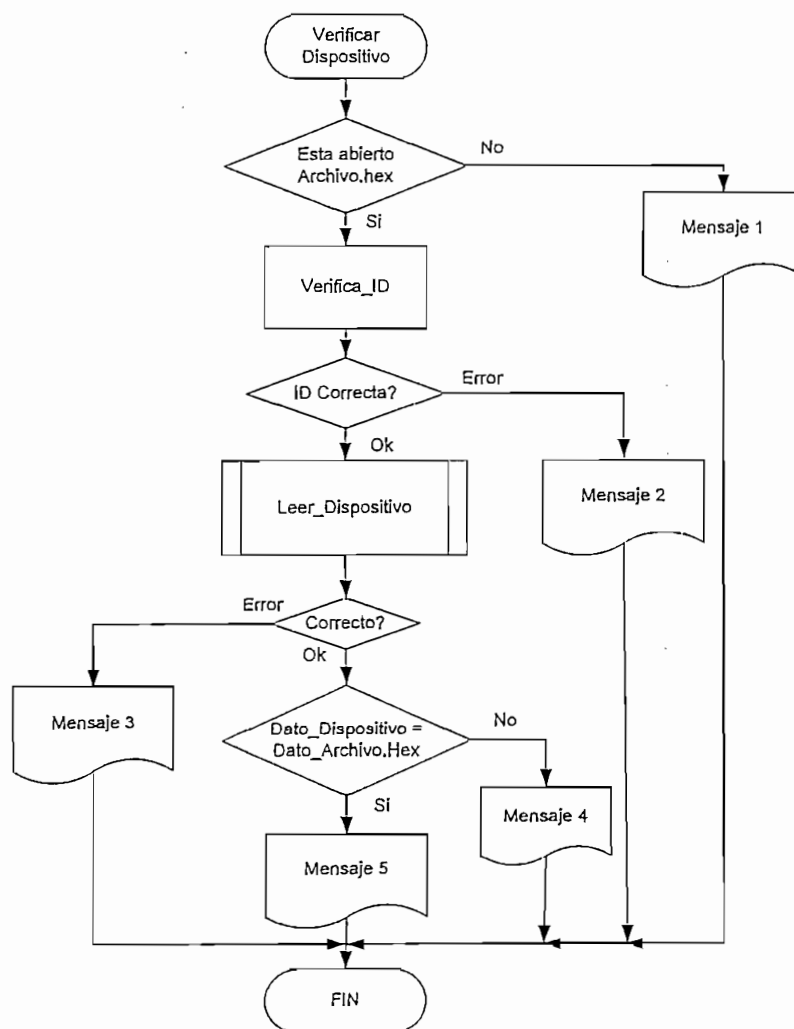 Verificar
Dispositivo
Esta abierto
Archivo.hex
No
Si
Mensaje 1
Verifica_ID
ID Correcta?
Error
Ok
Leer_Dispositivo
Mensaje 2
Error
Correcto?
Ok
Mensaje 3
Dato_Dispositivo =
Dato_Archivo.Hex
No
Si
Mensaje 4
Mensaje 5
FIN